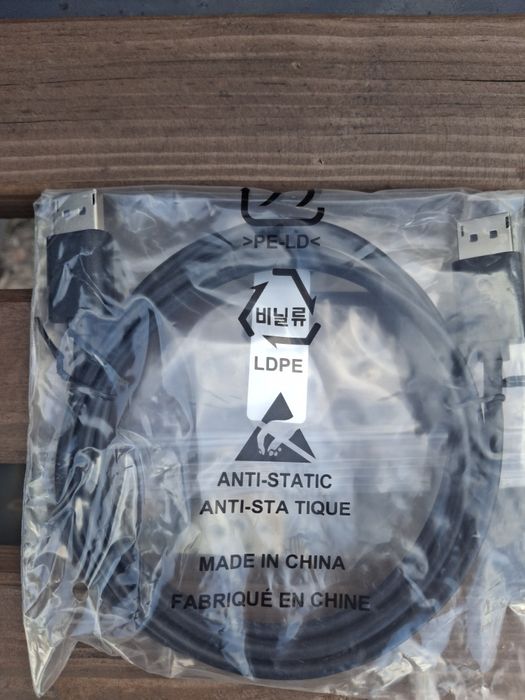 >PE-LD<
비닐류
LDPE
ANTI-STATIC
ANTI-STA TIQUE
MADE IN CHINA
FABRIQUÉ EN CHINE